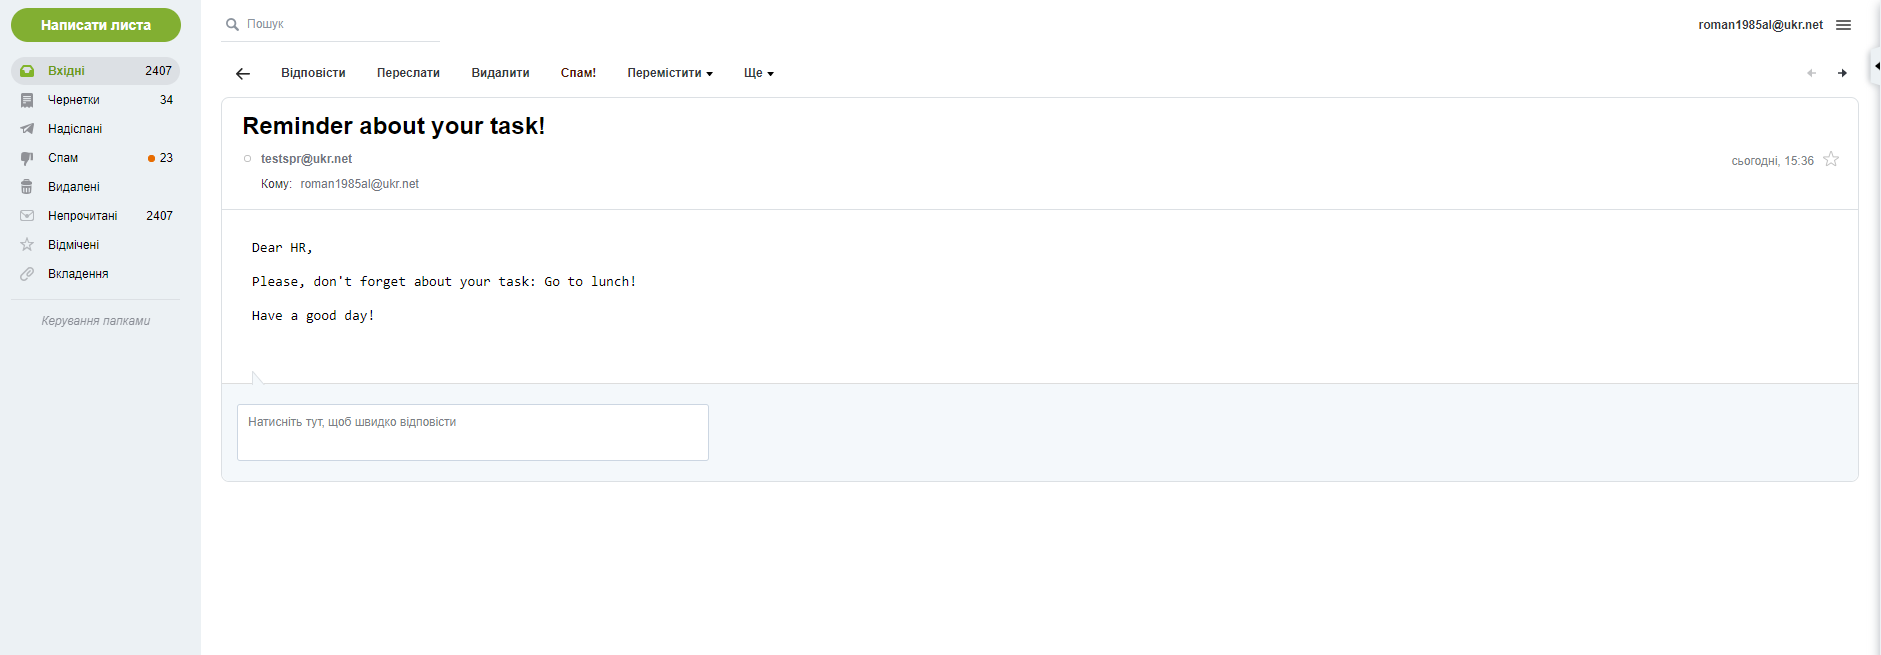 Написати листа
Вхідні 2407
Чернетки 34
Надіслані
Спам 23
Видалені
Непрочитані 2407
Відмічені
Вкладення
Керування папками
Пошук
roman1985al@ukr.net
Відповісти Переслати Видалити Спам! Перемістити Ще
Reminder about your task!
testspr@ukr.net
сьогодні, 15:36
Кому: roman1985al@ukr.net
Dear HR,
Please, don't forget about your task: Go to lunch!
Have a good day!
Натисніть тут, щоб швидко відповісти